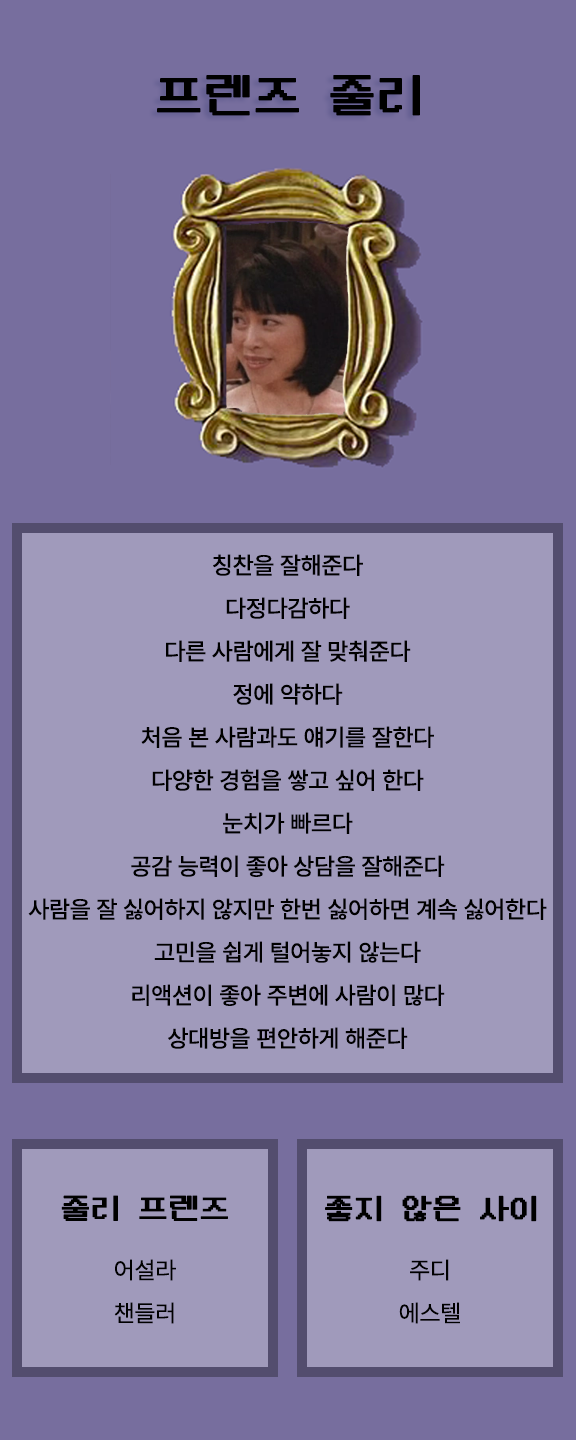 프렌즈 줄리
칭찬을 잘해준다
다정다감하다
다른 사람에게 잘 맞춰준다
정에 약하다
처음 본 사람과도 얘기를 잘한다
다양한 경험을 쌓고 싶어 한다
눈치가 빠르다
공감 능력이 좋아 상담을 잘해준다
사람을 잘 싫어하지 않지만 한번 싫어하면 계속 싫어한다
고민을 쉽게 털어놓지 않는다
리액션이 좋아 주변에 사람이 많다
상대방을 편안하게 해준다
줄리 프렌즈
어설라
챈들러
좋지 않은 사이
주디
에스텔